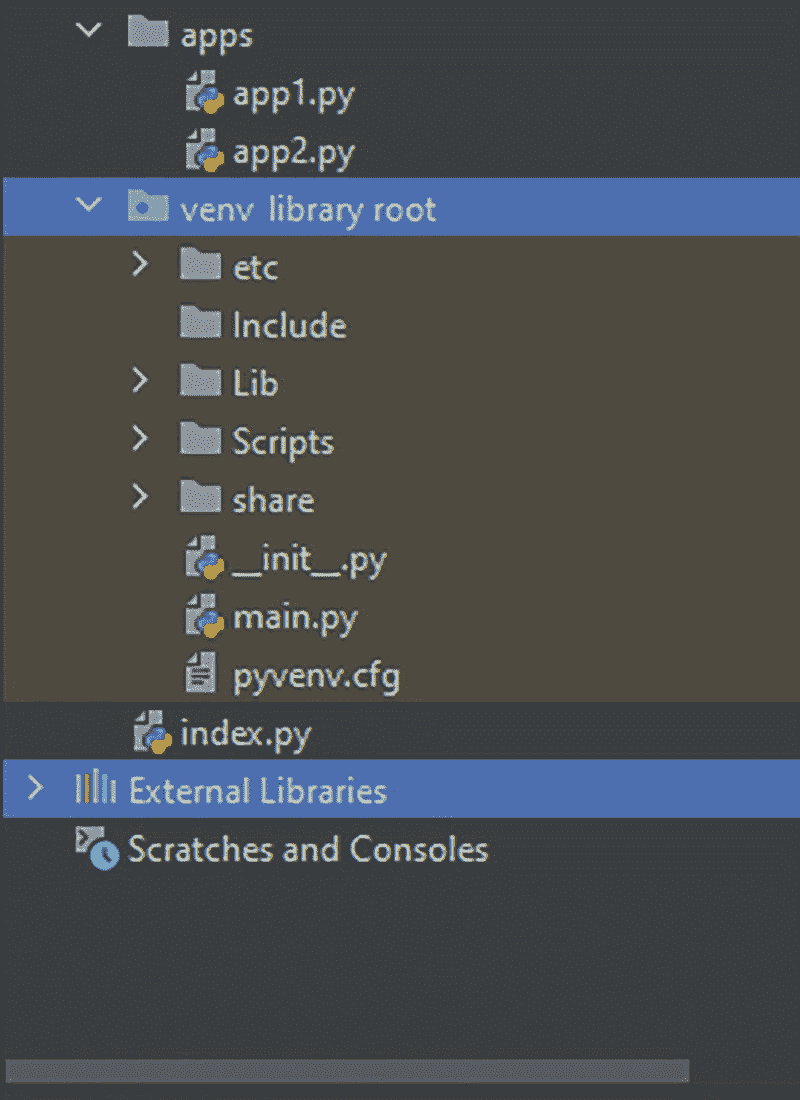 apps
app1.py
app2.py
venv library root
etc
Include
Lib
Scripts
share
__init__.py
main.py
pyvenv.cfg
index.py
External Libraries
Scratches and Consoles